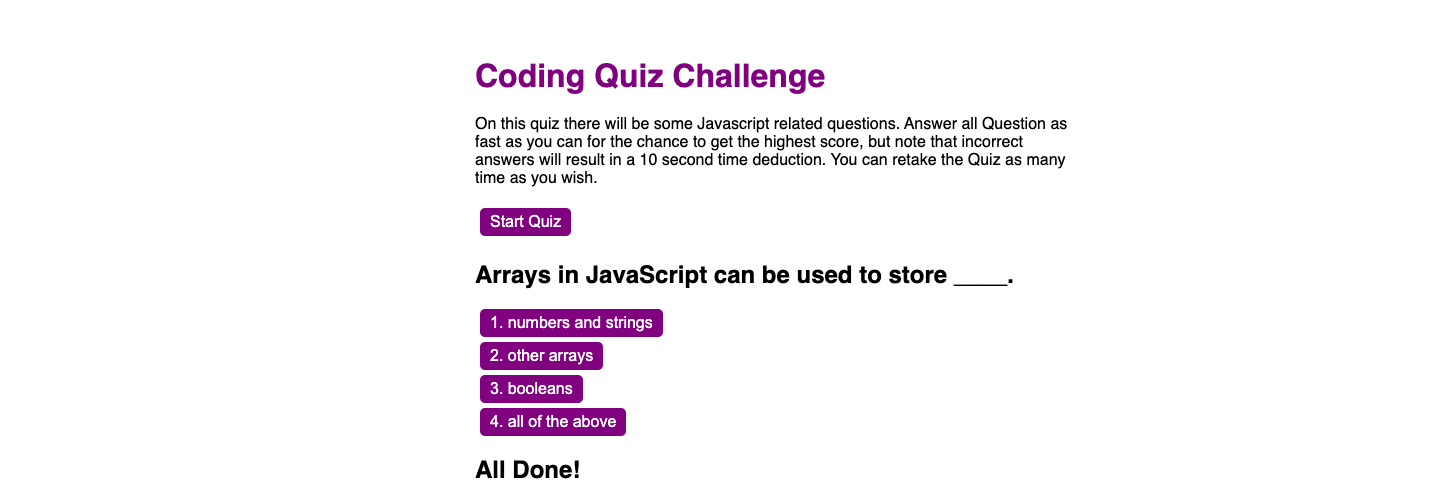 Coding Quiz Challenge
On this quiz there will be some Javascript related questions. Answer all Question as
fast as you can for the chance to get the highest score, but note that incorrect
answers will result in a 10 second time deduction. You can retake the Quiz as many
time as you wish.
Start Quiz
Arrays in JavaScript can be used to store ____.
1. numbers and strings
2. other arrays
3. booleans
4. all of the above
All Done!